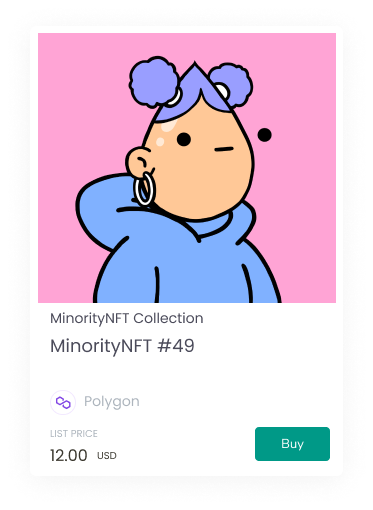 MinorityNFT Collection
MinorityNFT #49
Polygon
LIST PRICE
12.00 USD
Buy